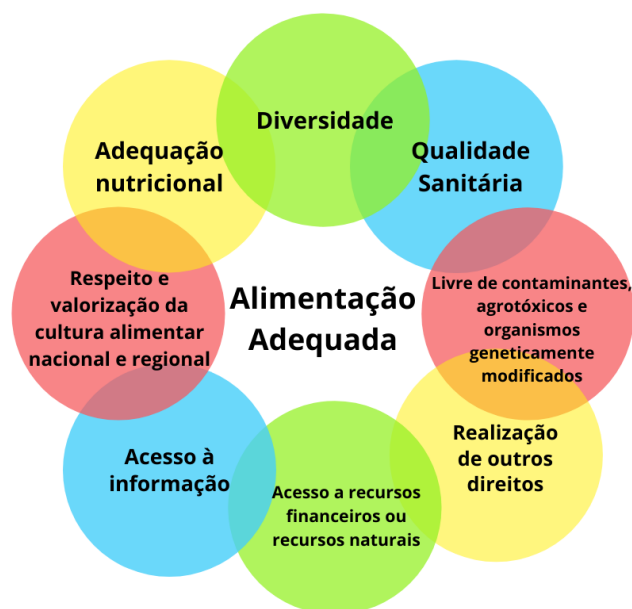 Diversidade
Adequação
nutricional
Qualidade
Sanitária
Respeito e
valorização da
cultura alimentar
nacional e regional
Alimentação
Adequada
Livre de contaminantes,
agrotóxicos e
organismos
geneticamente
modificados
Acesso à
informação
Acesso a recursos
financeiros ou
recursos naturais
Realização
de outros
direitos